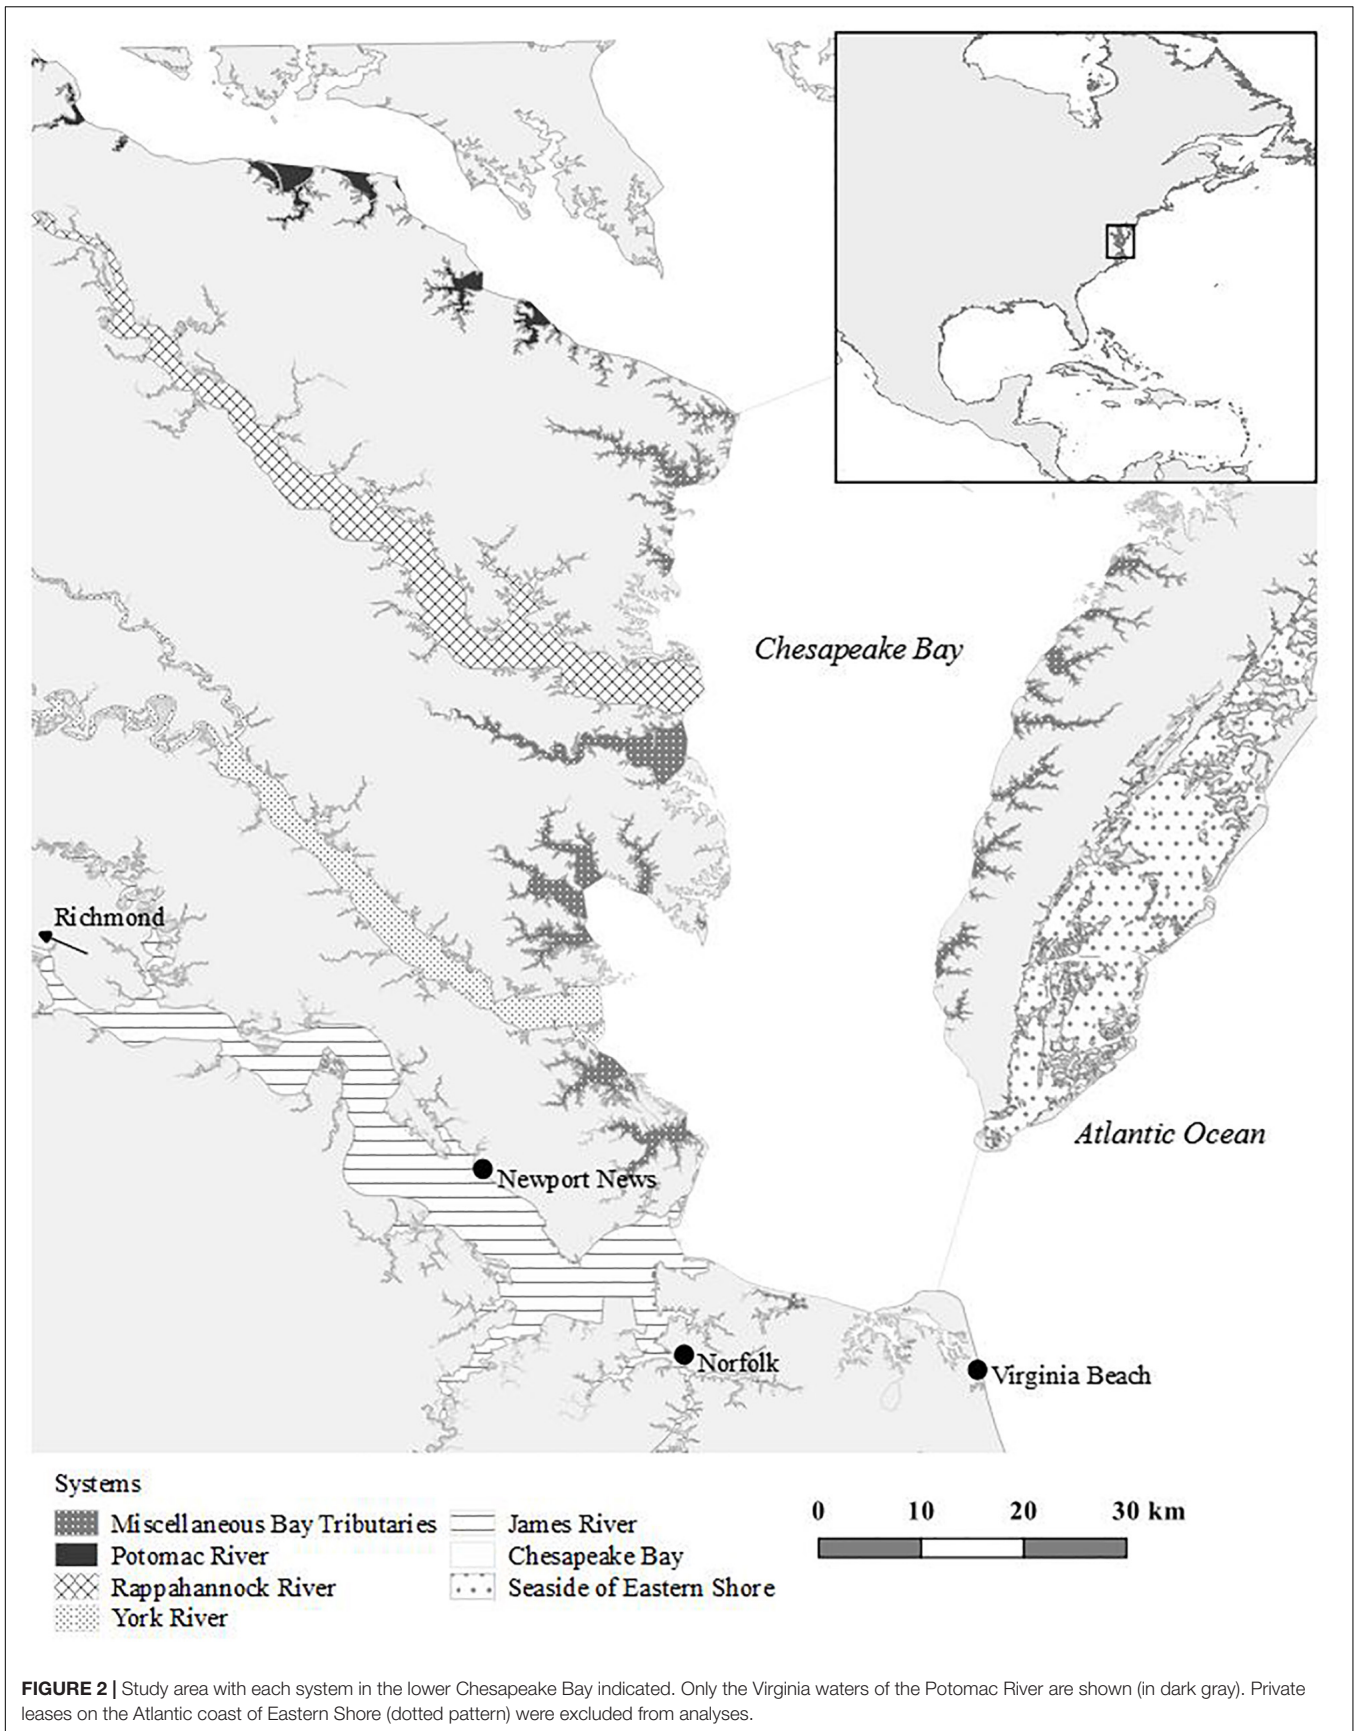 Chesapeake Bay
Richmond
Atlantic Ocean
Newport News
Norfolk
Virginia Beach
Systems
Miscellaneous Bay Tributaries
Potomac River
Rappahannock River
York River
James River
Chesapeake Bay
Seaside of Eastern Shore
0 10 20 30 km
FIGURE 2 | Study area with each system in the lower Chesapeake Bay indicated. Only the Virginia waters of the Potomac River are shown (in dark gray). Private
leases on the Atlantic coast of Eastern Shore (dotted pattern) were excluded from analyses.